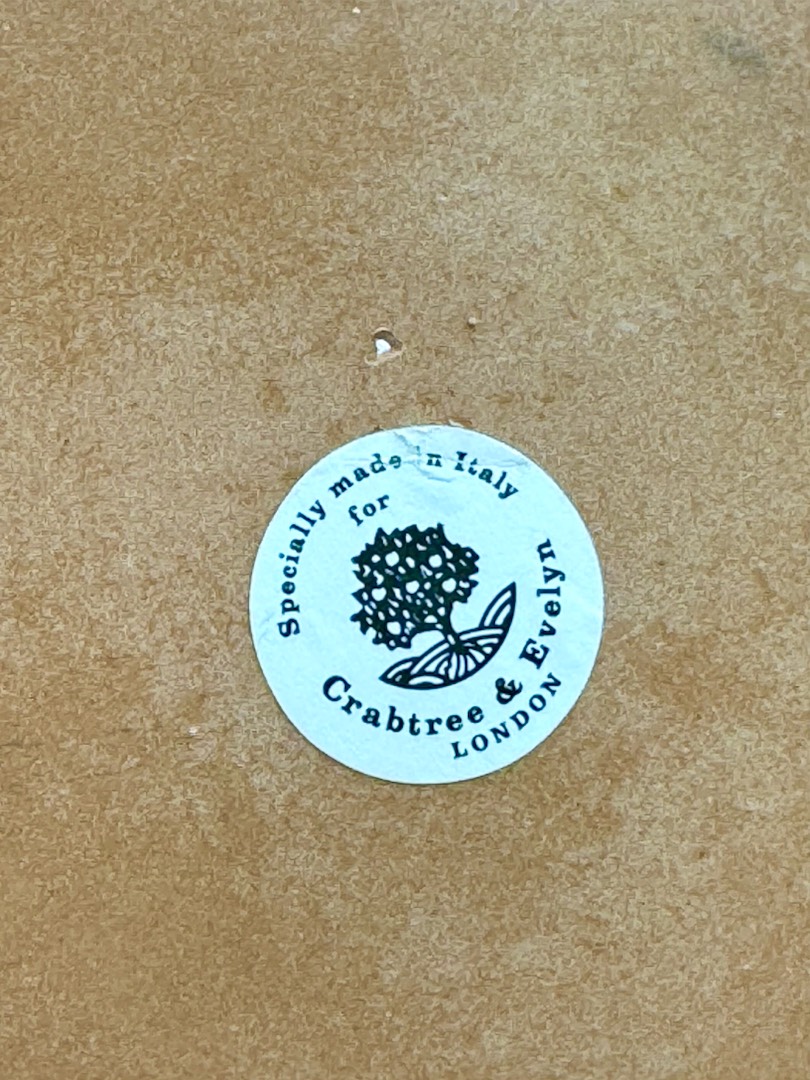 Specially made in Italy
for
Crabtree & Evelyn
LONDON